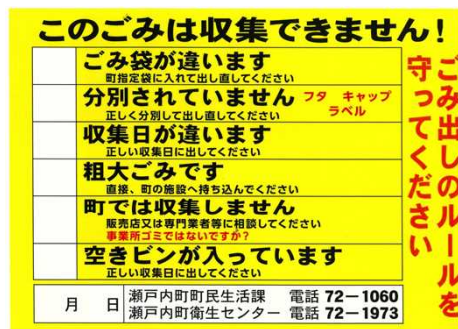 このごみは収集できません!
ごみ袋が違います
町指定袋に入れて出し直してください
分別されていません フタ キャップ
ラベル
正しく分別して出し直してください
収集日が違います
正しい収集日に出してください
粗大ごみです
直接、町の施設へ持ち込んでください
町では収集しません
販売店又は専門業者等に相談してください
事業所ゴミではないですか?
空きビンが入っています
正しい収集日に出してください
ごみ出しのルールを
守ってください
月 日
瀬戸内町町民生活課 電話 72-1060
瀬戸内町衛生センター 電話 72-1973